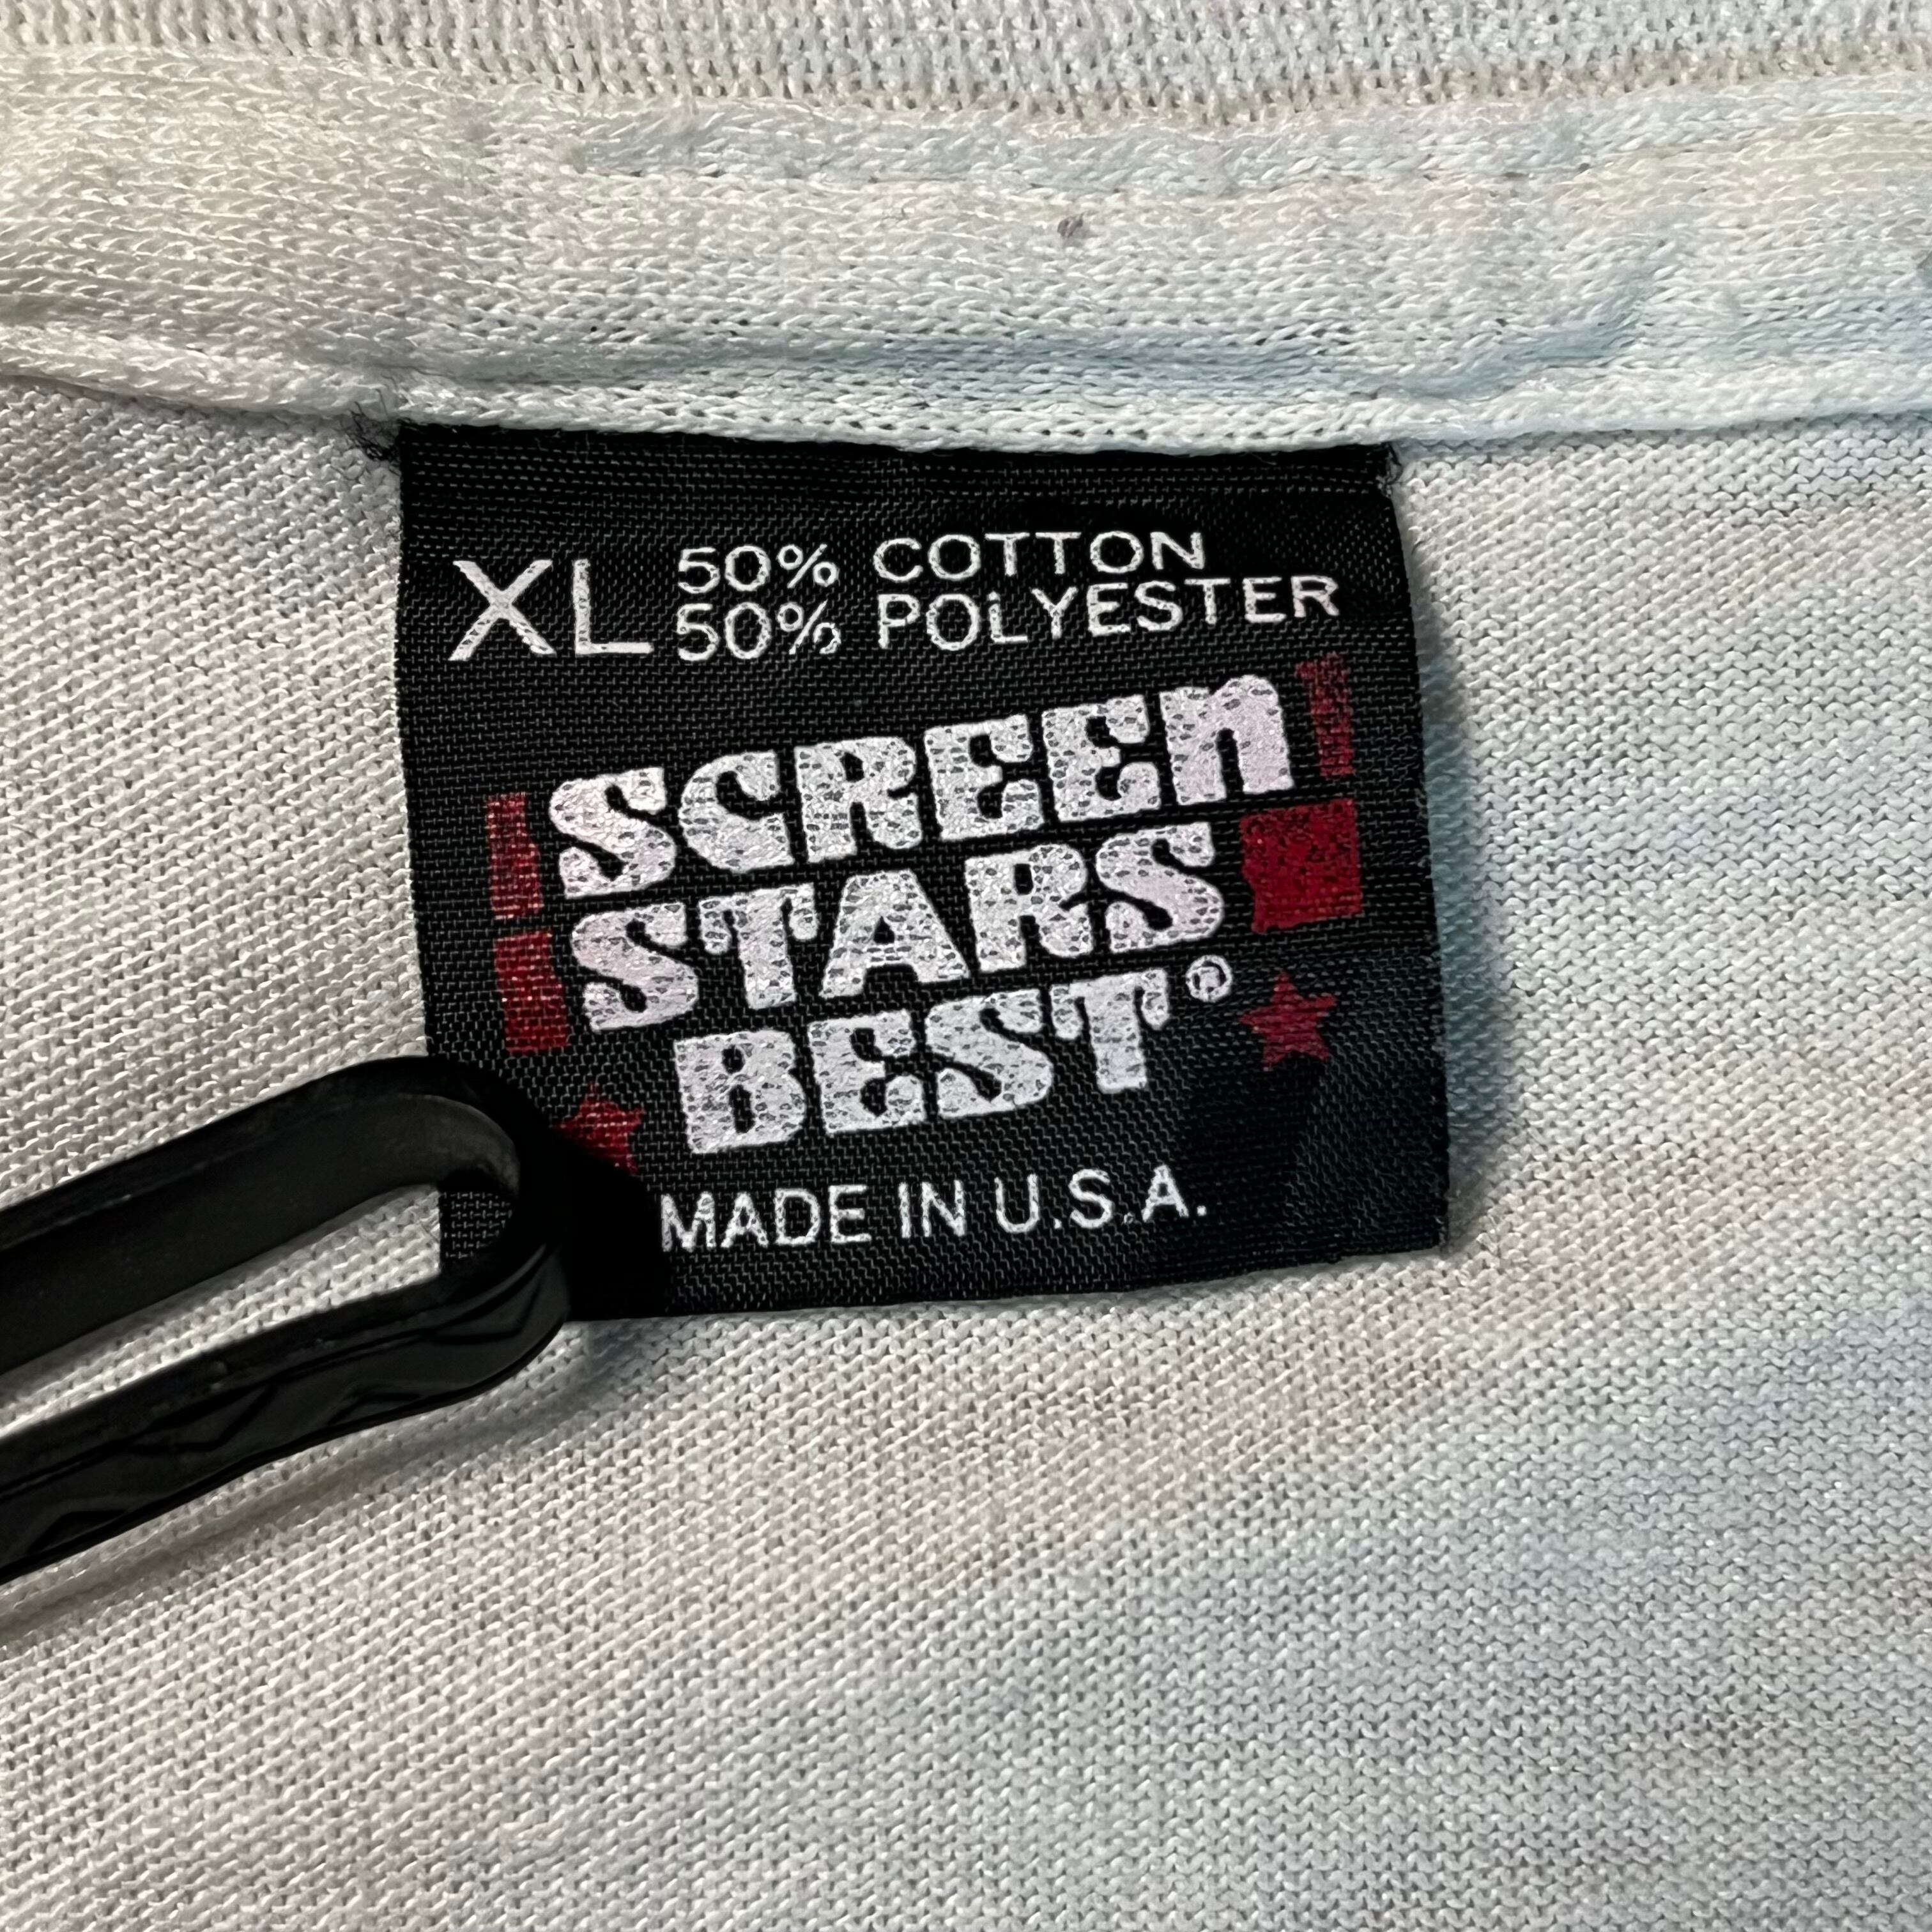 XL 50% COTTON
50% POLYESTER
SCREEN
STARS
BEST®
MADE IN U.S.A.